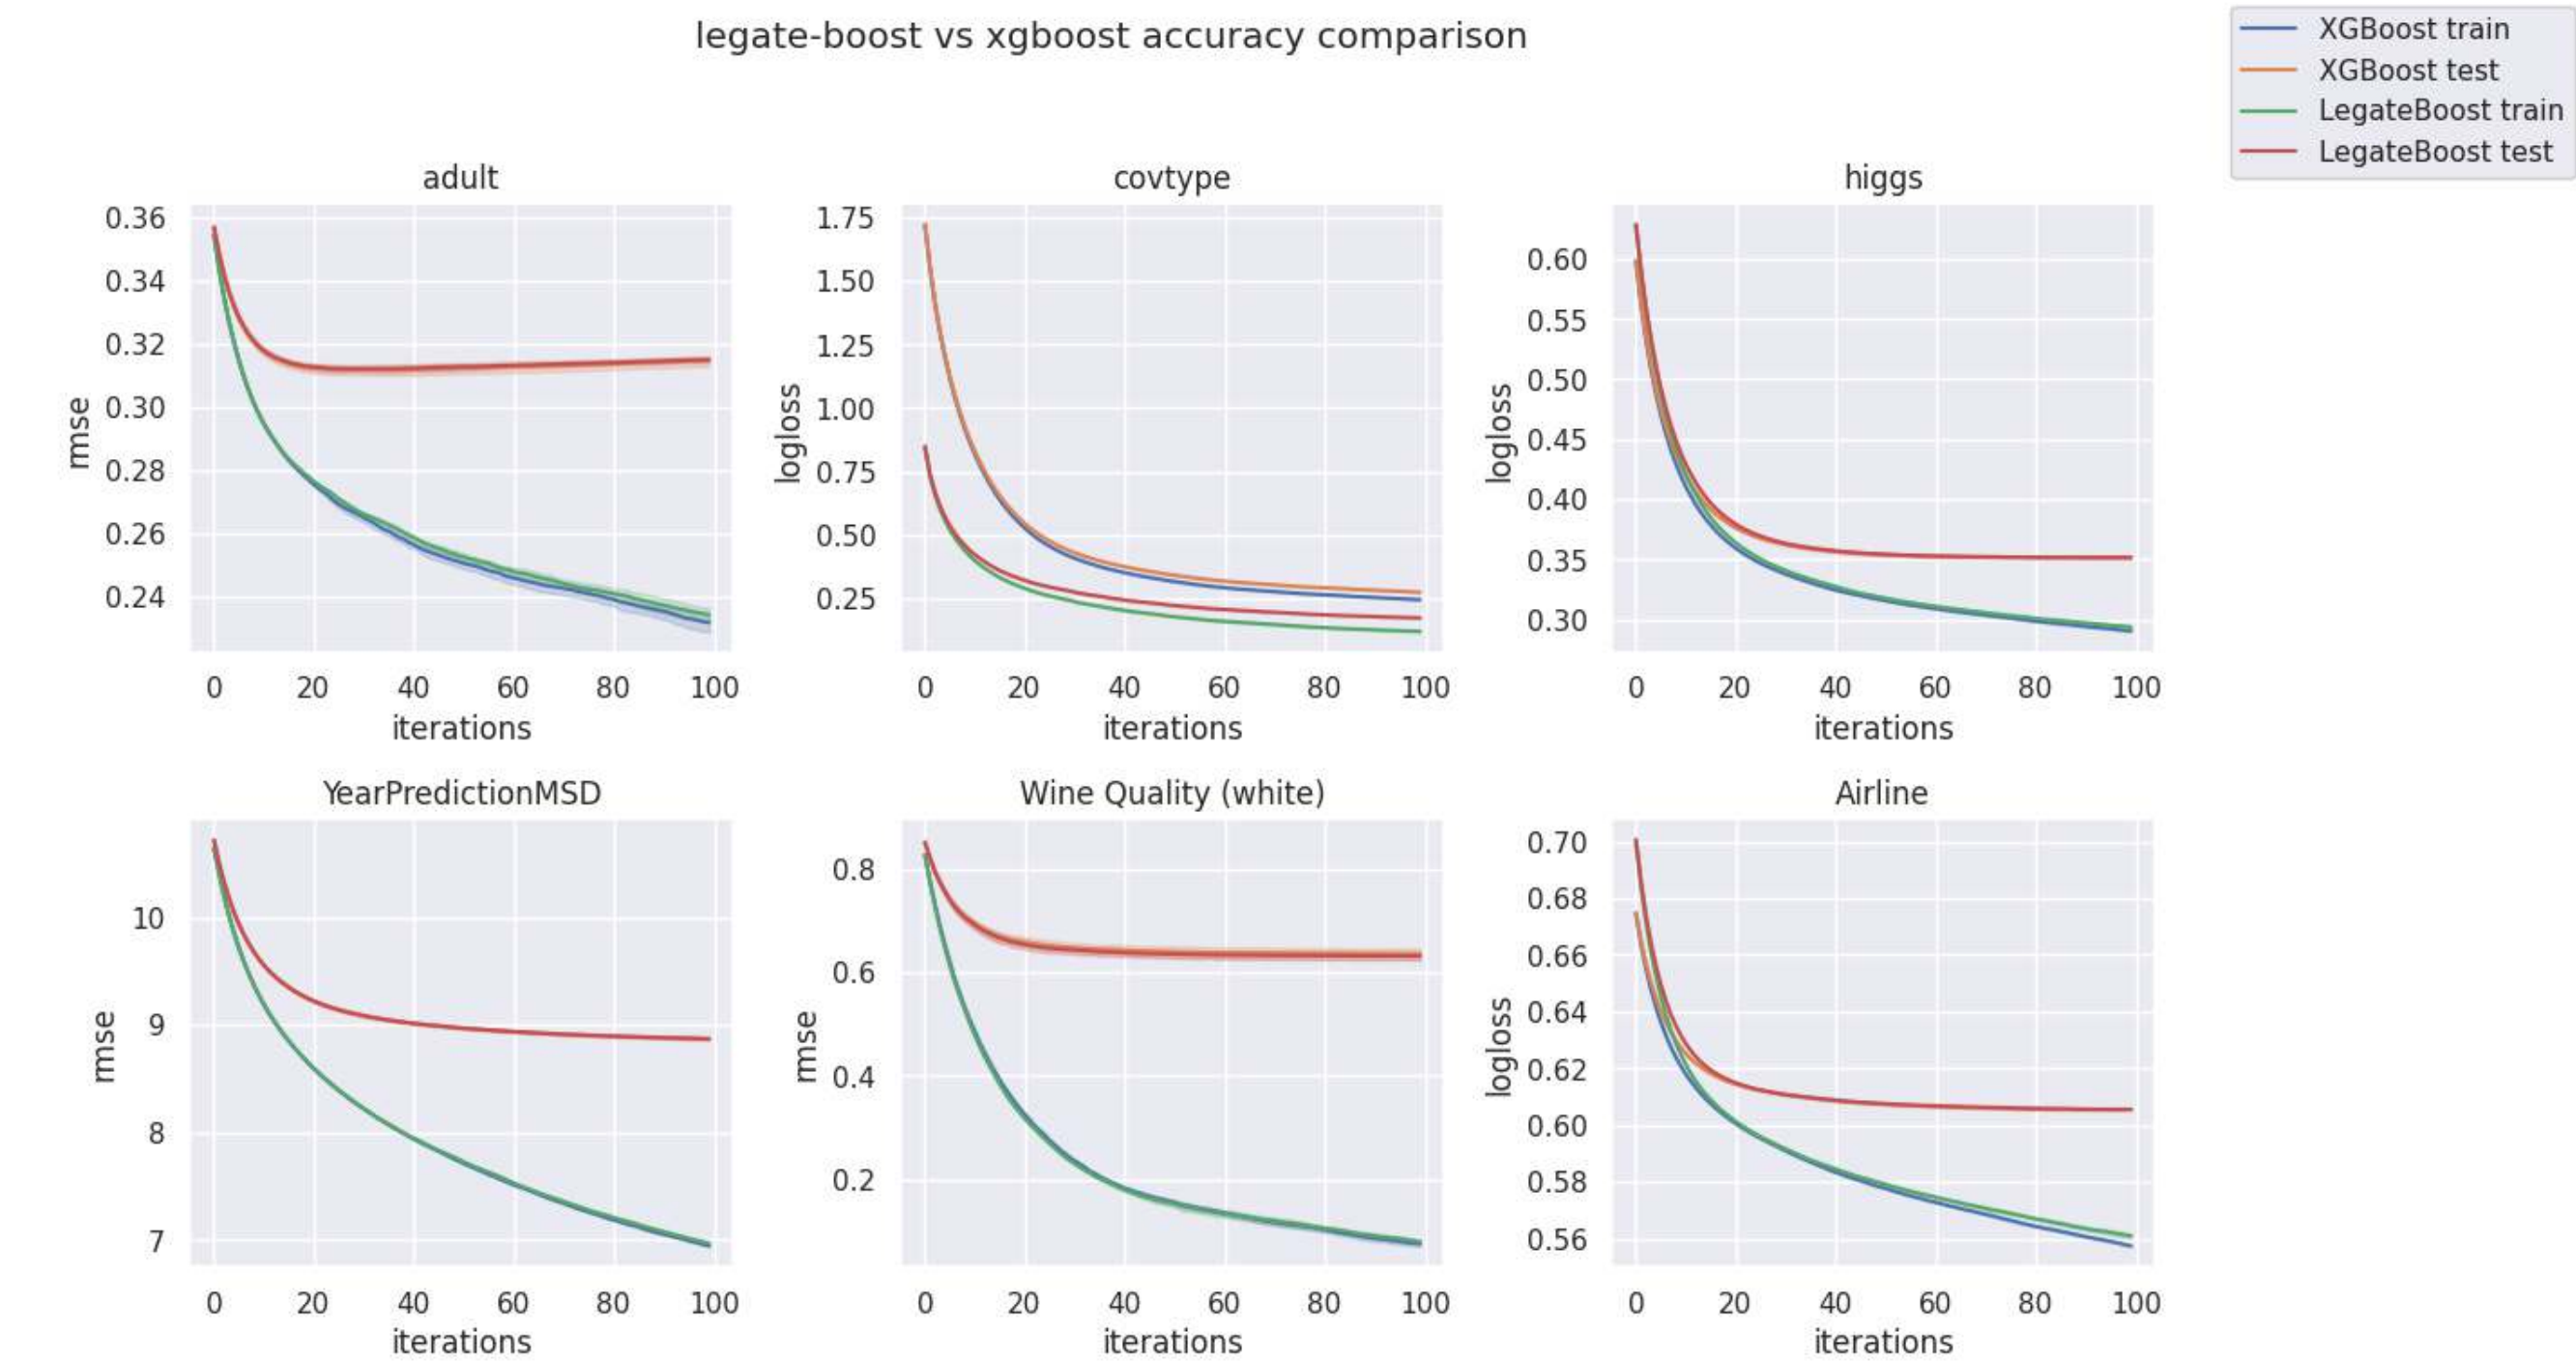 legate-boost vs xgboost accuracy comparison
XGBoost train
XGBoost test
LegateBoost train
LegateBoost test
adult
0.36
0.34
0.32
0.30
0.28
0.26
0.24
rmse
0 20 40 60 80 100
iterations
covtype
1.75
1.50
1.25
1.00
0.75
0.50
0.25
logloss
0 20 40 60 80 100
iterations
higgs
0.60
0.55
0.50
0.45
0.40
0.35
0.30
logloss
0 20 40 60 80 100
iterations
YearPredictionMSD
10
9
8
7
rmse
0 20 40 60 80 100
iterations
Wine Quality (white)
0.8
0.6
0.4
0.2
rmse
0 20 40 60 80 100
iterations
Airline
0.70
0.68
0.66
0.64
0.62
0.60
0.58
0.56
logloss
0 20 40 60 80 100
iterations